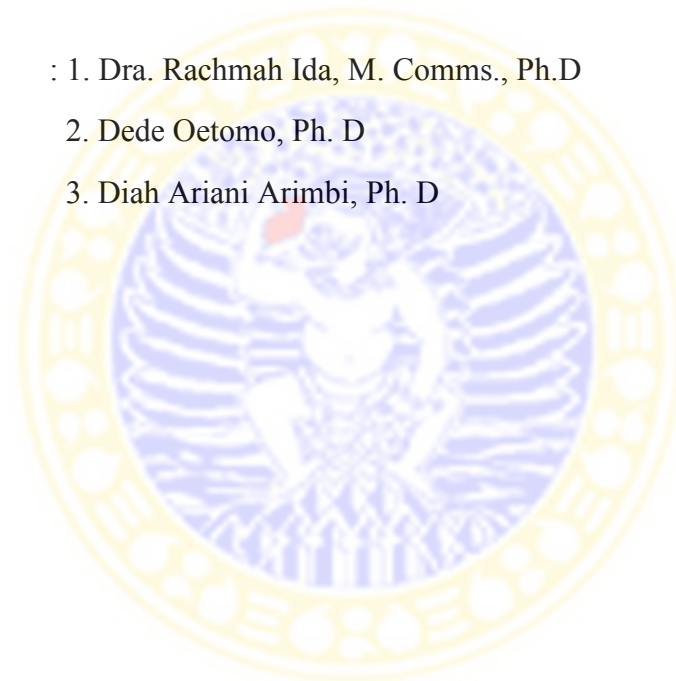 : 1. Dra. Rachmah Ida, M. Comms., Ph.D
2. Dede Oetomo, Ph. D
3. Diah Ariani Arimbi, Ph. D